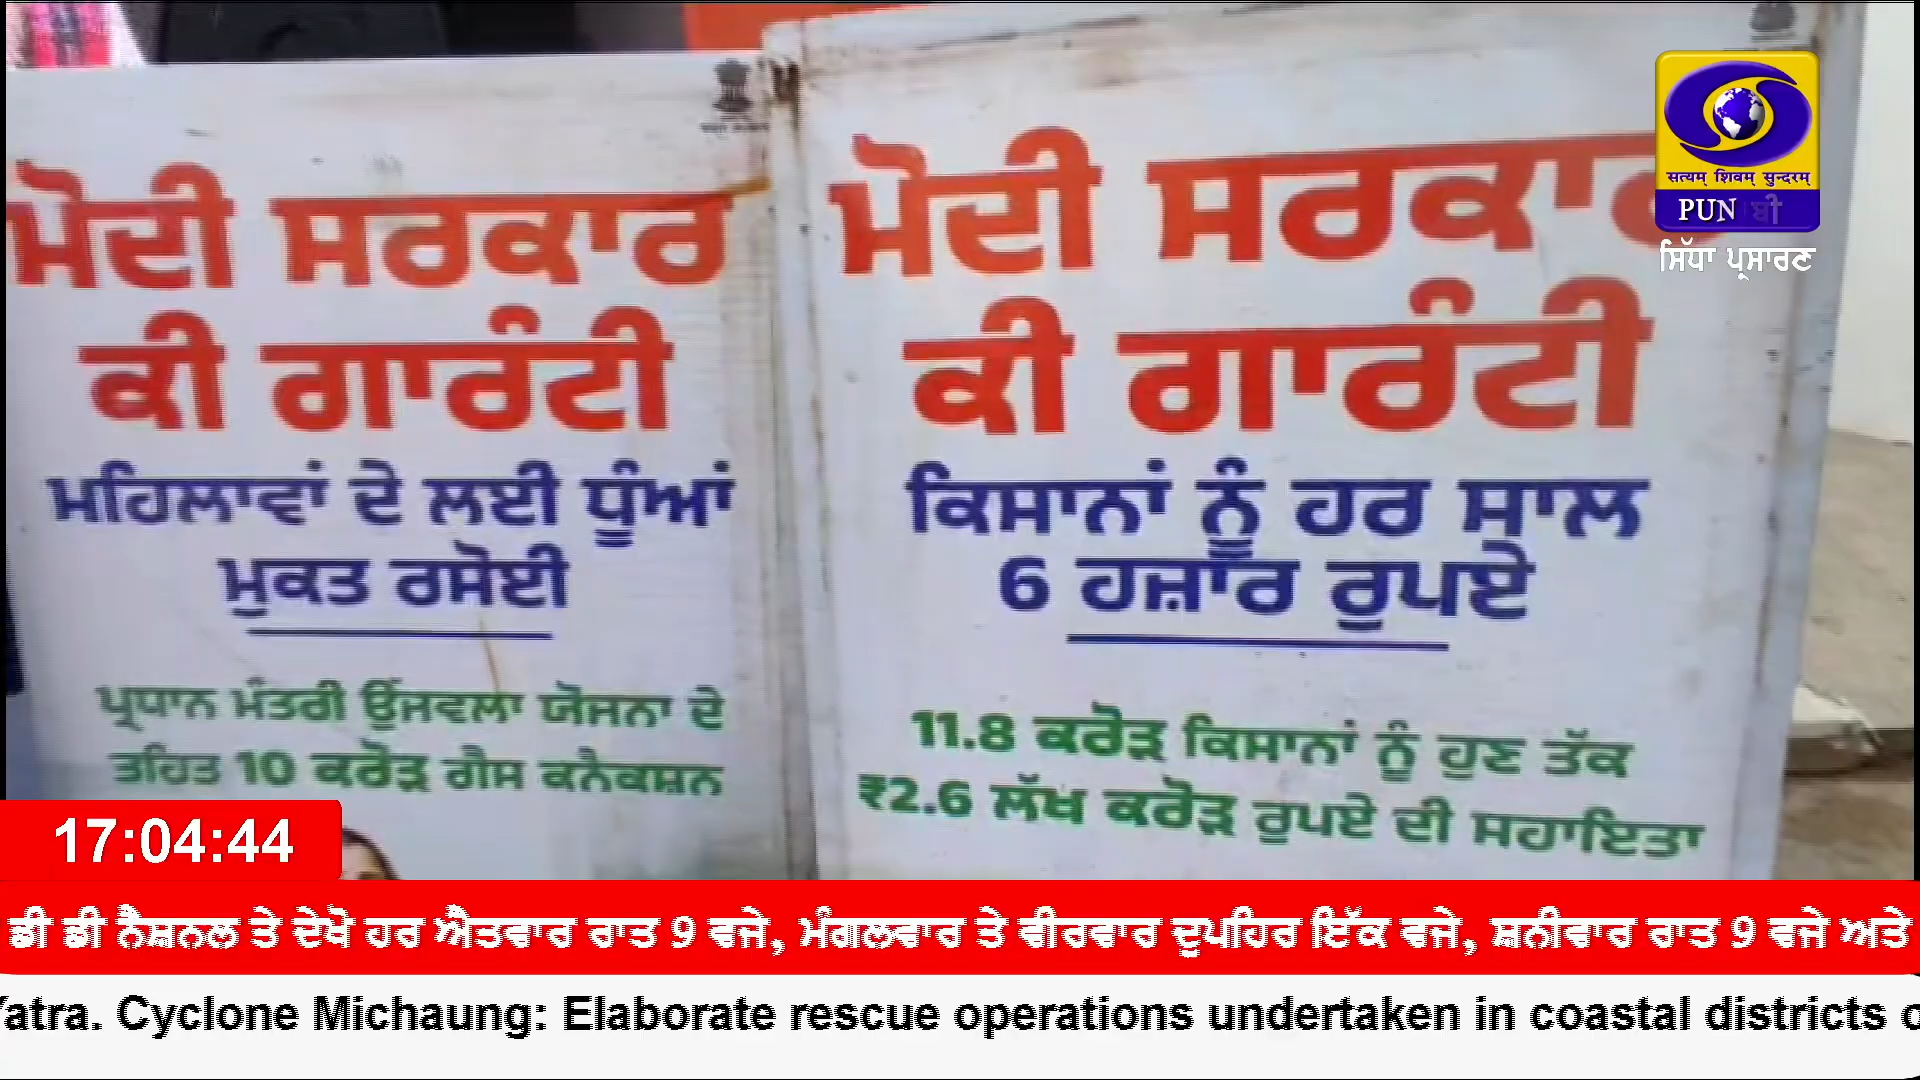 ਮੋਦੀ ਸਰਕਾਰ
ਕੀ ਗਾਰੰਟੀ
ਮਹਿਲਾਵਾਂ ਦੇ ਲਈ ਧੂੰਆਂ
ਮੁਕਤ ਰਸੋਈ
ਪ੍ਰਧਾਨ ਮੰਤਰੀ ਉੱਜਵਲਾ ਯੋਜਨਾ ਦੇ
ਤਹਿਤ 10 ਕਰੋੜ ਗੈਸ ਕਨੈਕਸ਼ਨ
ਮੋਦੀ ਸਰਕਾਰ
ਕੀ ਗਾਰੰਟੀ
ਕਿਸਾਨਾਂ ਨੂੰ ਹਰ ਸਾਲ
6 ਹਜ਼ਾਰ ਰੁਪਏ
11.8 ਕਰੋੜ ਕਿਸਾਨਾਂ ਨੂੰ ਹੁਣ ਤੱਕ
₹2.6 ਲੱਖ ਕਰੋੜ ਰੁਪਏ ਦੀ ਸਹਾਇਤਾ
सत्यम् शिवम् सुन्दरम्
PUN
ਸਿੱਧਾ ਪ੍ਰਸਾਰਣ
17:04:44
ਡੀ ਡੀ ਨੈਸ਼ਨਲ ਤੇ ਦੇਖੋ ਹਰ ਐਤਵਾਰ ਰਾਤ 9 ਵਜੇ, ਮੰਗਲਵਾਰ ਤੇ ਵੀਰਵਾਰ ਦੁਪਹਿਰ ਇੱਕ ਵਜੇ, ਸ਼ਨੀਵਾਰ ਰਾਤ 9 ਵਜੇ ਅਤੇ
Yatra. Cyclone Michaung: Elaborate rescue operations undertaken in coastal districts o